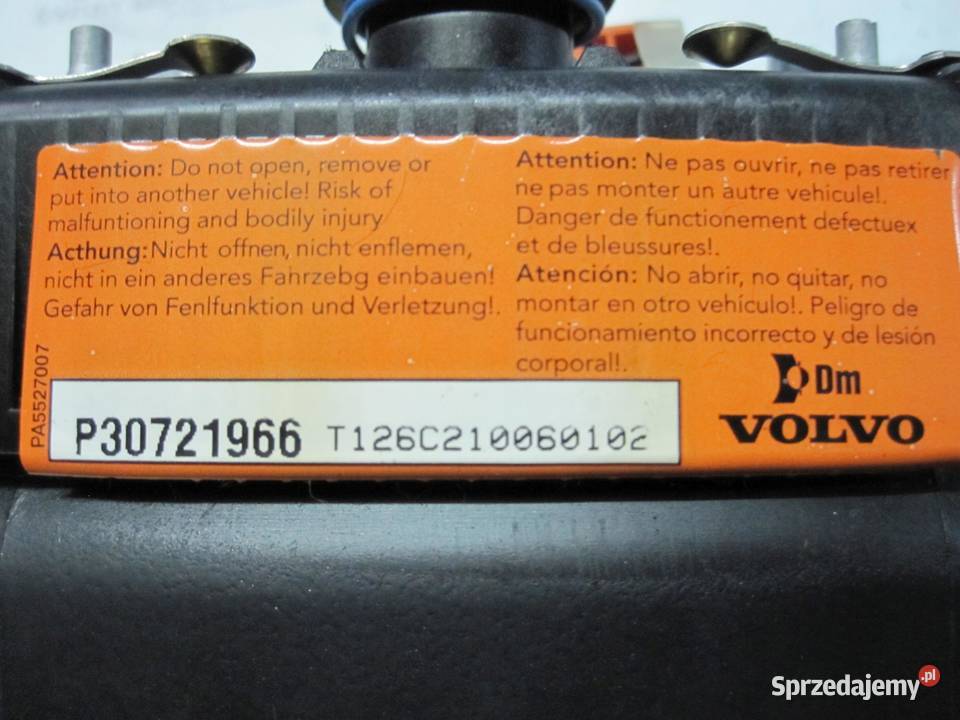 Attention: Do not open, remove or
put into another vehicle! Risk of
malfuntioning and bodily injury
Acthung: Nicht offnen, nicht enflemen,
nicht in ein anderes Fahrzebg einbauen!
Gefahr von Fenlfunktion und Verletzung!.
Attention: Ne pas ouvrir, ne pas retirer
ne pas monter un autre vehicule!.
Danger de functionement defectuex
et de bleussures!.
Atención: No abrir, no quitar, no
montar en otro vehículo!. Peligro de
funcionamiento incorrecto y de lesión
corporal!.
PA5527007
P30721966 T126C210060102
Dm
VOLVO
Sprzedajemy.pl